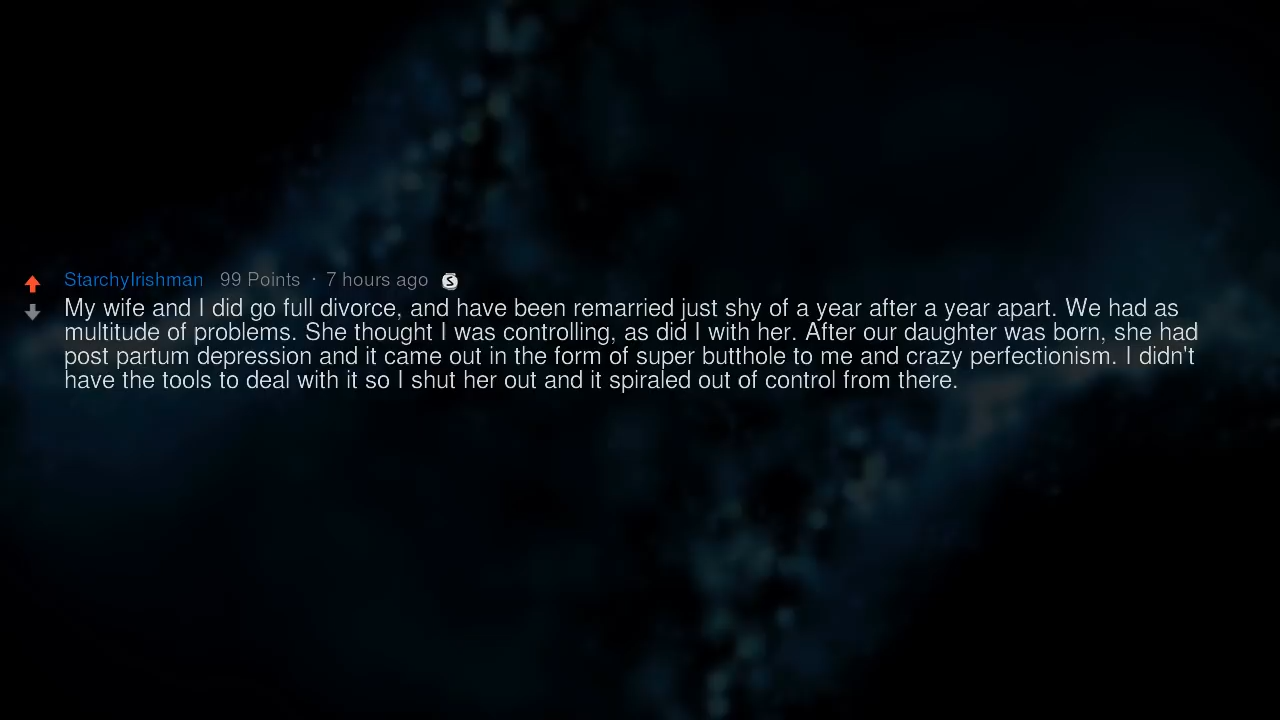 StarchyIrishman 99 Points · 7 hours ago
My wife and I did go full divorce, and have been remarried just shy of a year after a year apart. We had as
multitude of problems. She thought I was controlling, as did I with her. After our daughter was born, she had
post partum depression and it came out in the form of super butthole to me and crazy perfectionism. I didn't
have the tools to deal with it so I shut her out and it spiraled out of control from there.